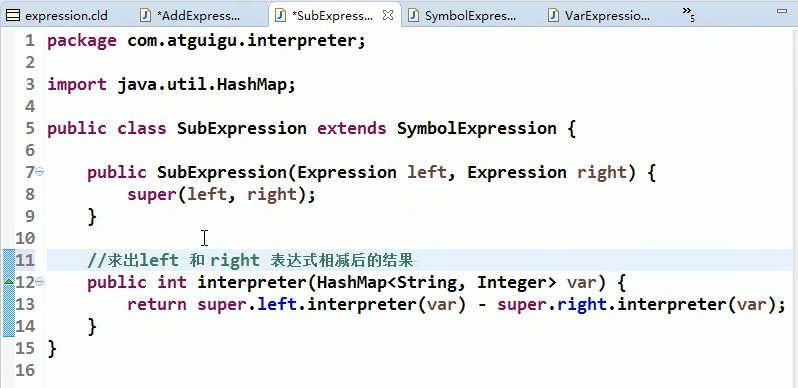 expression.cld *AddExpress... *SubExpress... SymbolExpres... VarExpressio... »5
1 package com.atguigu.interpreter;
2
3 import java.util.HashMap;
4
5 public class SubExpression extends SymbolExpression {
6
7 public SubExpression(Expression left, Expression right) {
8 super(left, right);
9 }
10
11 //求出left 和 right 表达式相减后的结果
12 public int interpreter(HashMap<String, Integer> var) {
13 return super.left.interpreter(var) - super.right.interpreter(var);
14 }
15 }
16